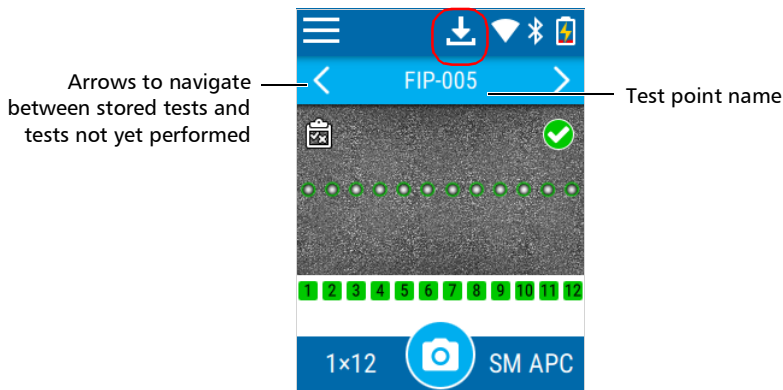 FIP-005
Arrows to navigate
between stored tests and
tests not yet performed
Test point name
1 2 3 4 5 6 7 8 9 10 11 12
1×12
SM APC